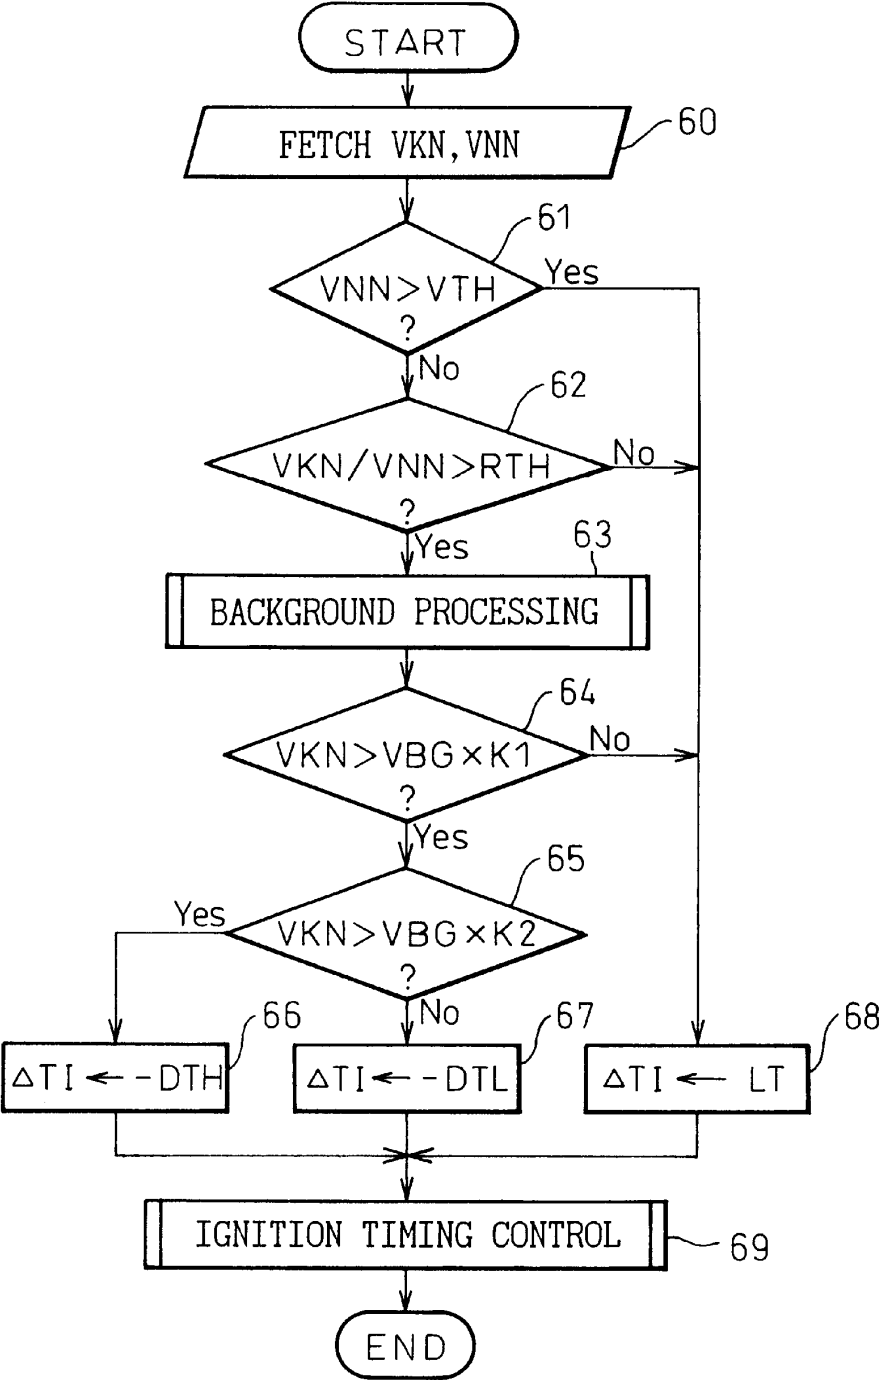 START
FETCH VKN,VNN
60
61
VNN>VTH
?
Yes
No
62
VKN/VNN>RTH
?
No
Yes
63
BACKGROUND PROCESSING
64
VKN>VBG×K1
?
No
Yes
65
VKN>VBG×K2
?
Yes
No
66
67
68
ΔTI←-DTH
ΔTI←-DTL
ΔTI← LT
IGNITION TIMING CONTROL
69
END